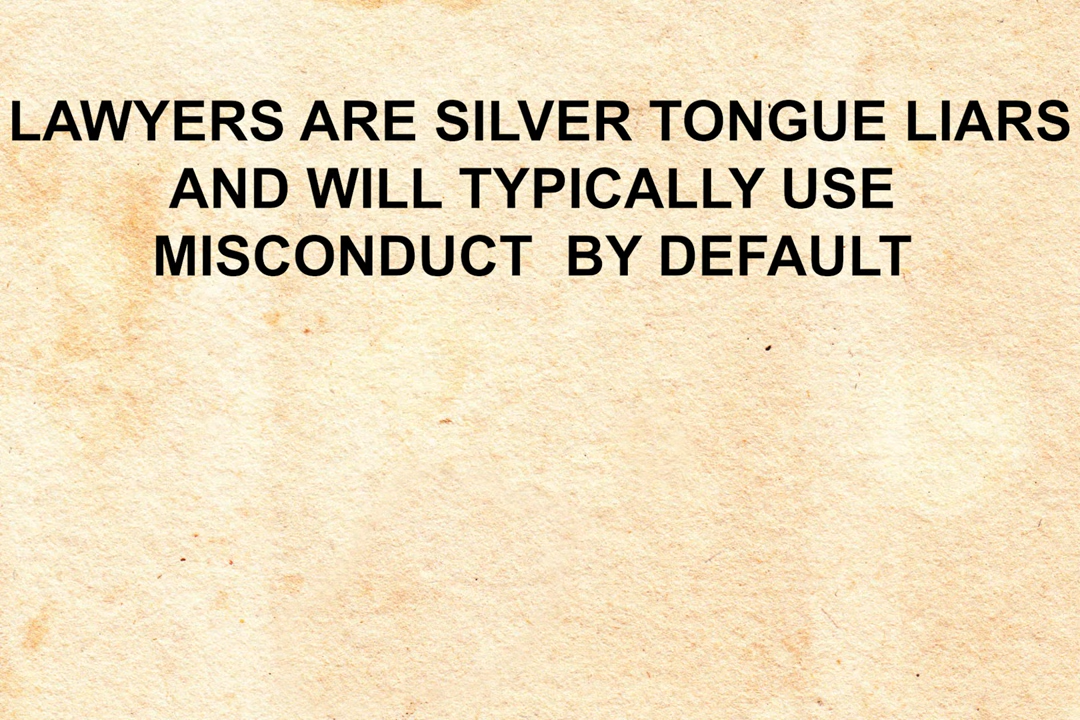 LAWYERS ARE SILVER TONGUE LIARS
AND WILL TYPICALLY USE
MISCONDUCT  BY DEFAULT